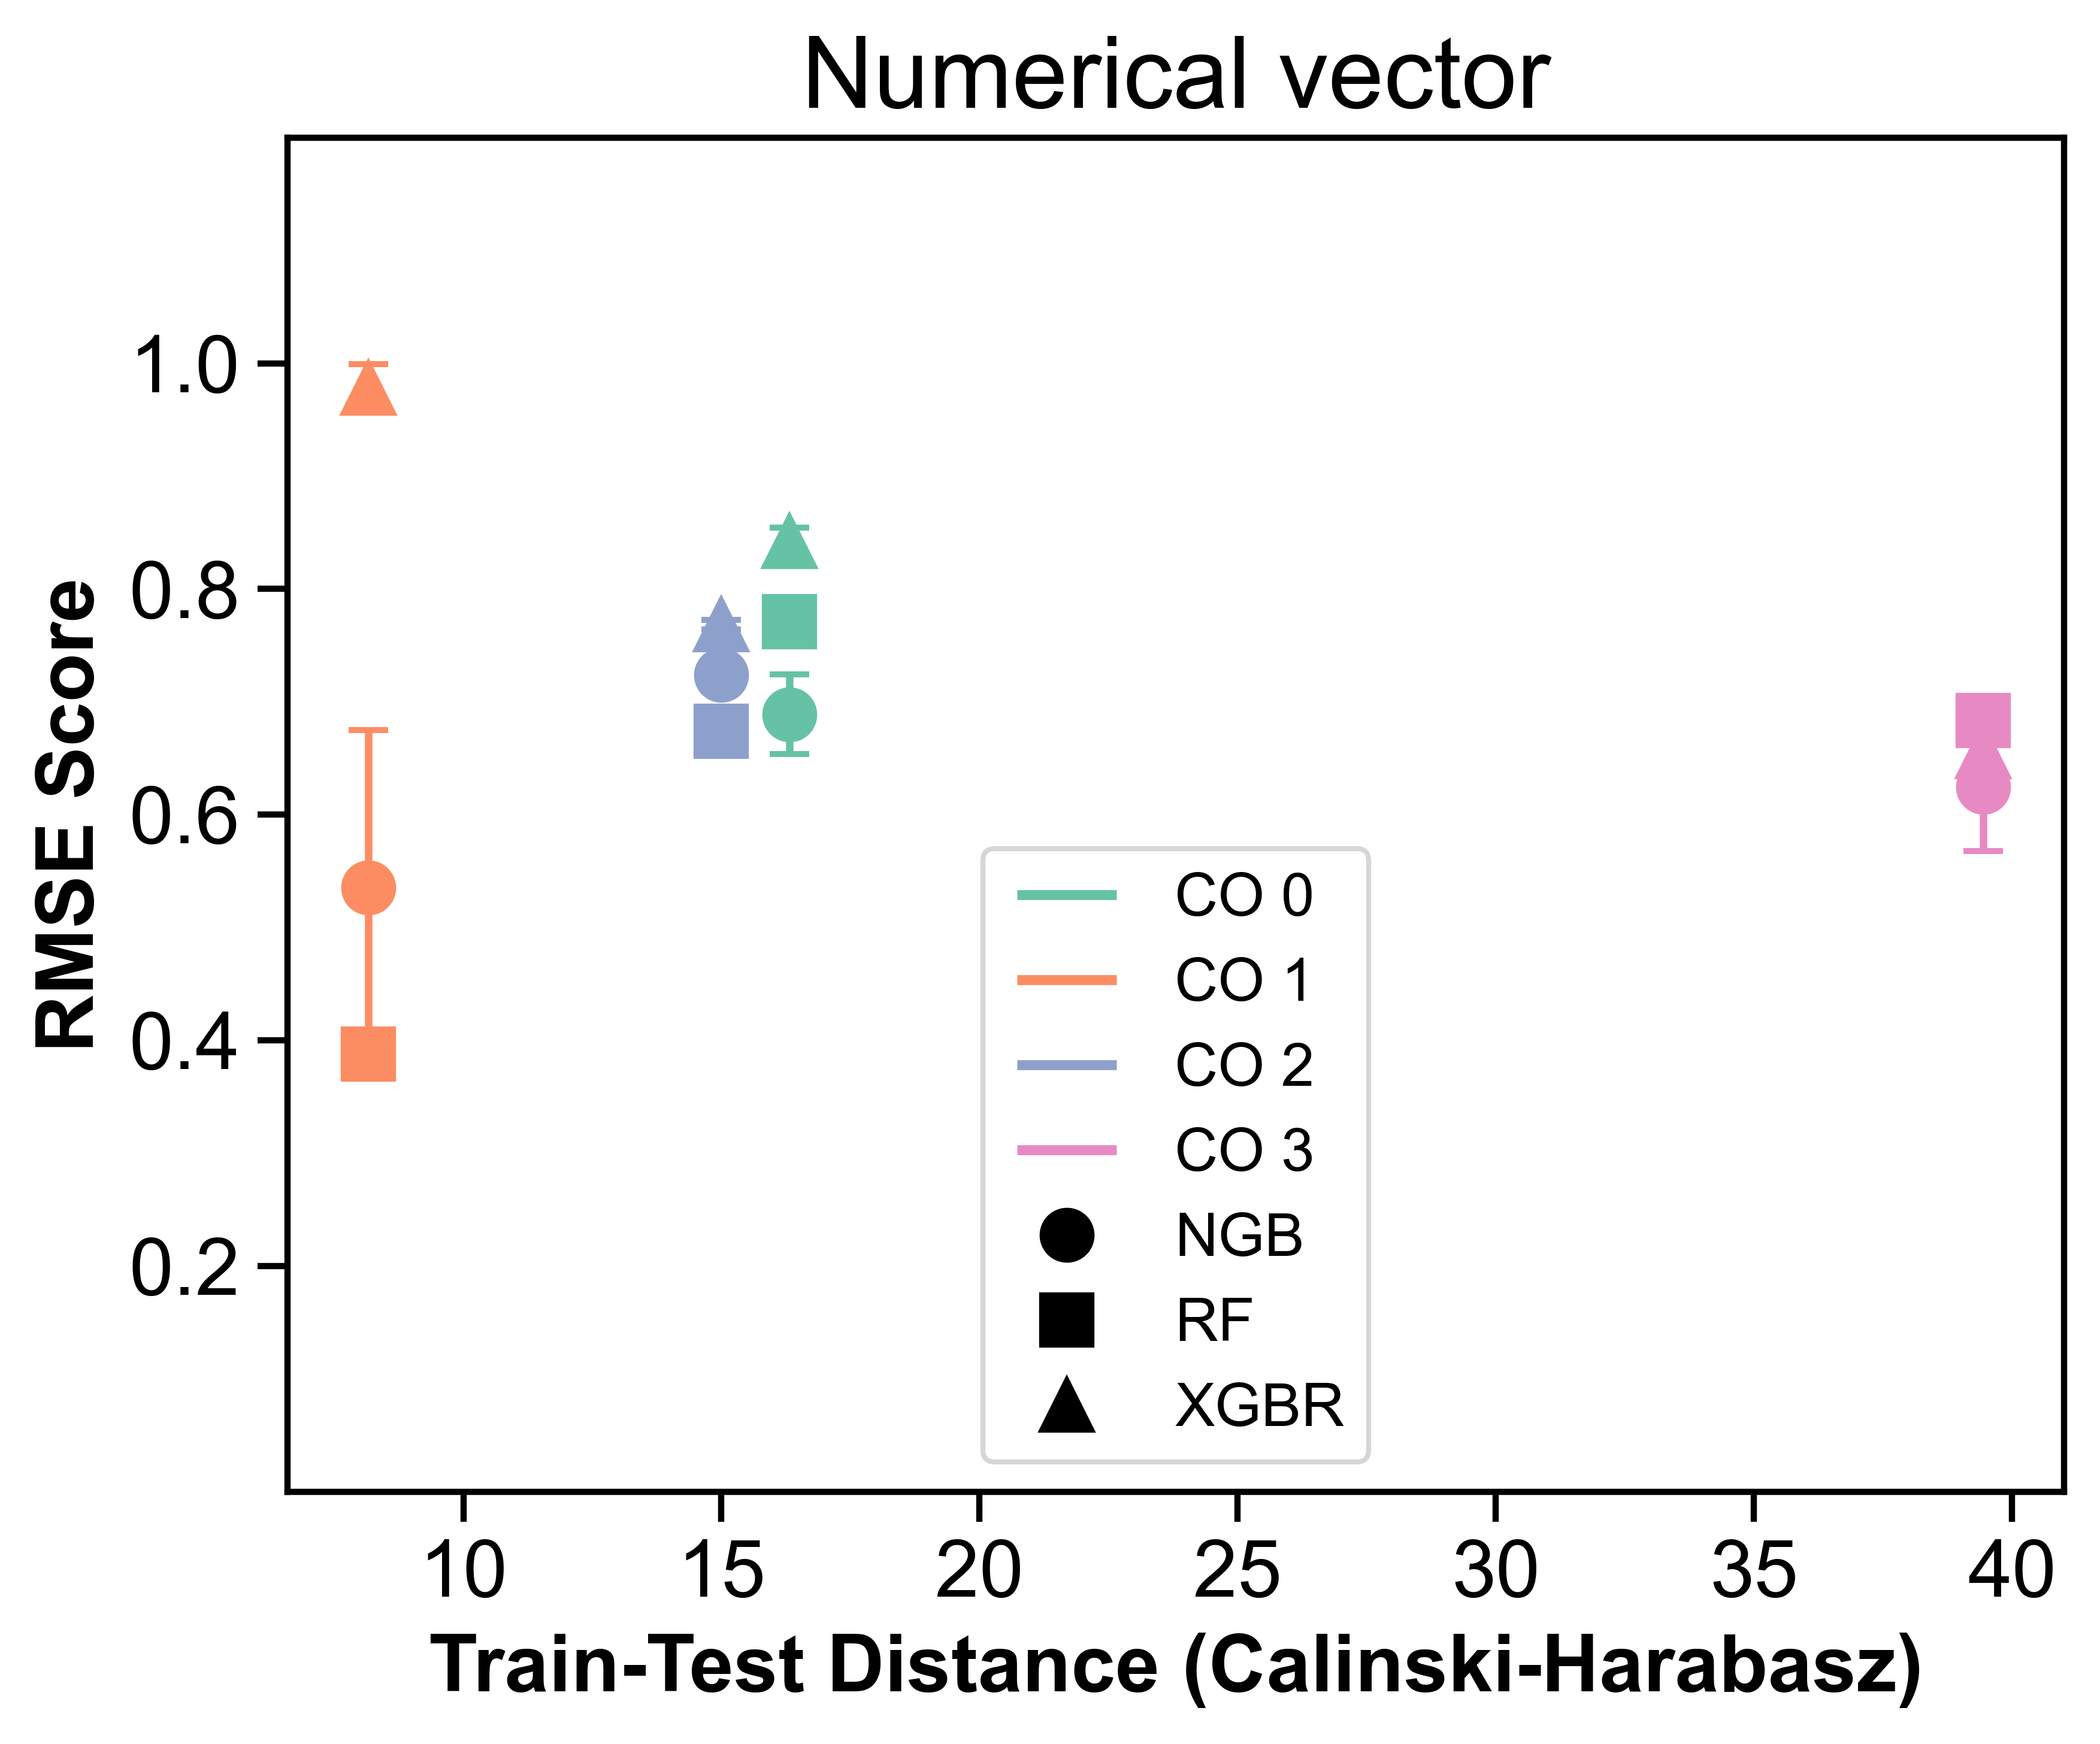 Numerical vector
RMSE Score
1.0
0.8
0.6
0.4
0.2
CO 0
CO 1
CO 2
CO 3
NGB
RF
XGBR
10 15 20 25 30 35 40
Train-Test Distance (Calinski-Harabasz)